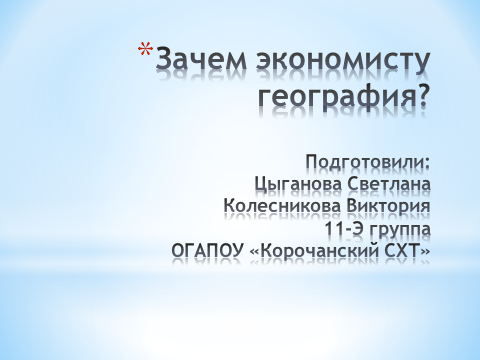 *Зачем экономисту
география?
Подготовили:
Цыганова Светлана
Колесникова Виктория
11-Э группа
ОГАПОУ «Корочанский СХТ»